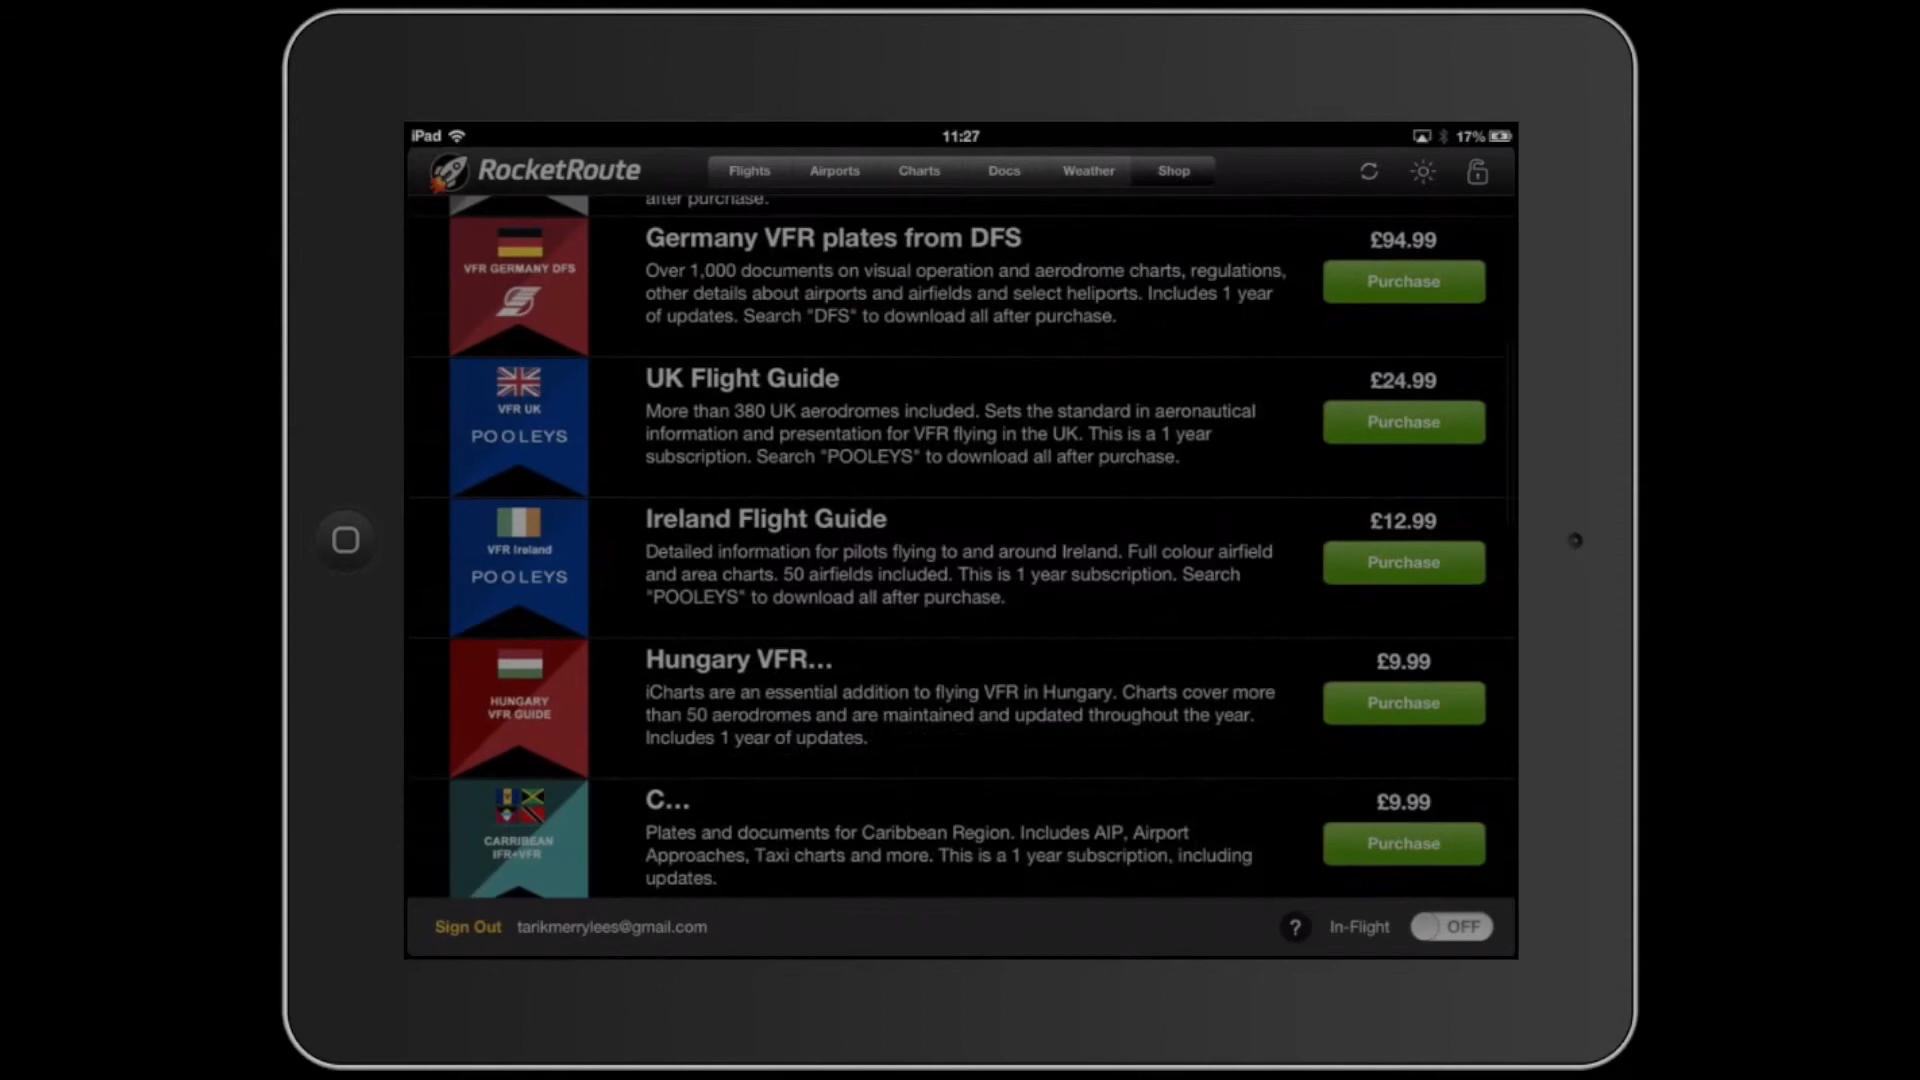 iPad
11:27
17%
RocketRoute
Flights
Airports
Charts
Docs
Weather
Shop
after purchase.
VFR GERMANY DFS
Germany VFR plates from DFS
Over 1,000 documents on visual operation and aerodrome charts, regulations,
other details about airports and airfields and select heliports. Includes 1 year
of updates. Search "DFS" to download all after purchase.
£94.99
Purchase
VFR UK
POOLEYS
UK Flight Guide
More than 380 UK aerodromes included. Sets the standard in aeronautical
information and presentation for VFR flying in the UK. This is a 1 year
subscription. Search "POOLEYS" to download all after purchase.
£24.99
Purchase
VFR Ireland
POOLEYS
Ireland Flight Guide
Detailed information for pilots flying to and around Ireland. Full colour airfield
and area charts. 50 airfields included. This is 1 year subscription. Search
"POOLEYS" to download all after purchase.
£12.99
Purchase
HUNGARY
VFR GUIDE
Hungary VFR...
iCharts are an essential addition to flying VFR in Hungary. Charts cover more
than 50 aerodromes and are maintained and updated throughout the year.
Includes 1 year of updates.
£9.99
Purchase
CARRIBEAN
IFR+VFR
C...
Plates and documents for Caribbean Region. Includes AIP, Airport
Approaches, Taxi charts and more. This is a 1 year subscription, including
updates.
£9.99
Purchase
Sign Out
tarikmerrylees@gmail.com
?
In-Flight
OFF